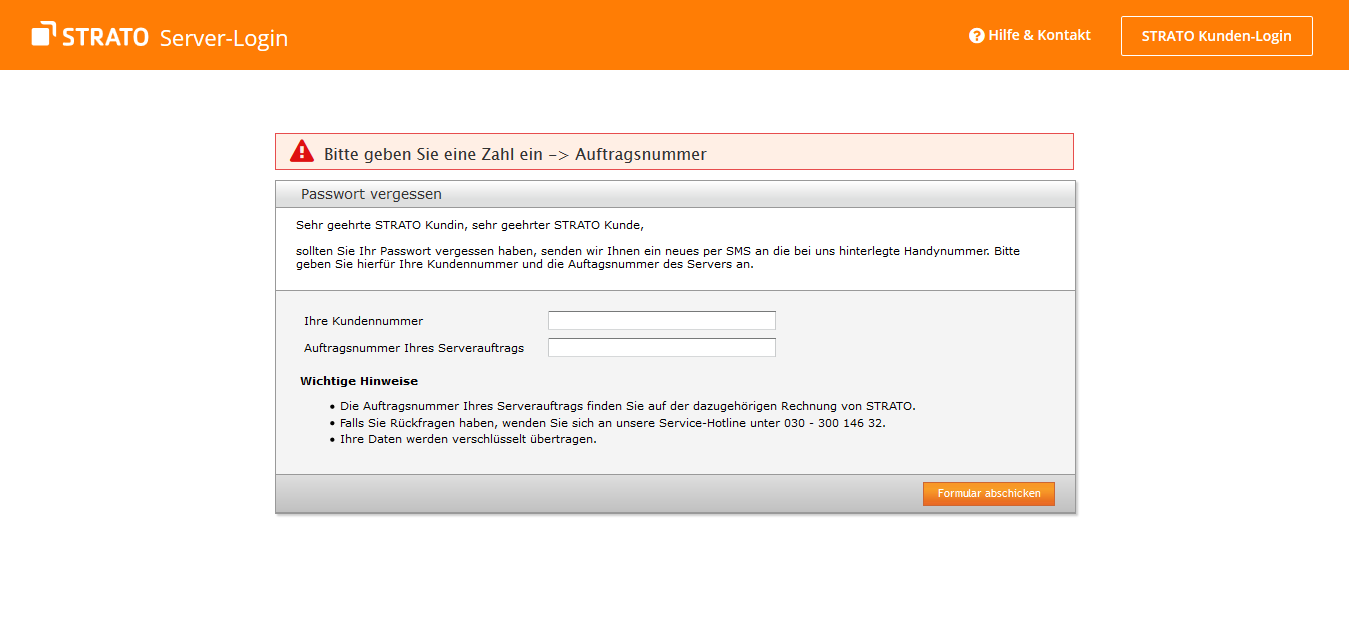 STRATO Server-Login
Hilfe & Kontakt
STRATO Kunden-Login
Bitte geben Sie eine Zahl ein -> Auftragsnummer
Passwort vergessen
Sehr geehrte STRATO Kundin, sehr geehrter STRATO Kunde,
sollten Sie Ihr Passwort vergessen haben, senden wir Ihnen ein neues per SMS an die bei uns hinterlegte Handynummer. Bitte
geben Sie hierfür Ihre Kundennummer und die Auftagsnummer des Servers an.
Ihre Kundennummer
Auftragsnummer Ihres Serverauftrags
Wichtige Hinweise
• Die Auftragsnummer Ihres Serverauftrags finden Sie auf der dazugehörigen Rechnung von STRATO.
• Falls Sie Rückfragen haben, wenden Sie sich an unsere Service-Hotline unter 030 - 300 146 32.
• Ihre Daten werden verschlüsselt übertragen.
Formular abschicken